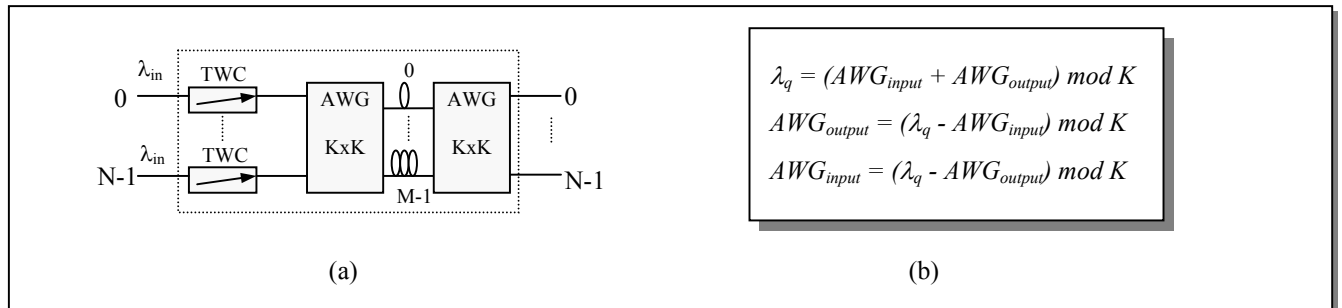 λin
TWC
0
0
AWG
KxK
AWG
KxK
0
λin
TWC
N-1
M-1
N-1
(a)
λq = (AWGinput + AWGoutput) mod K
AWGoutput = (λq - AWGinput) mod K
AWGinput = (λq - AWGoutput) mod K
(b)